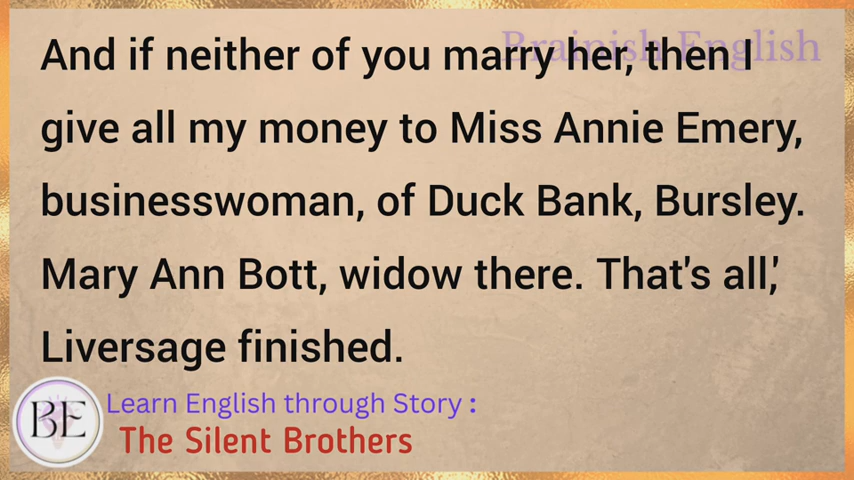 Brainish English
And if neither of you marry her, then I
give all my money to Miss Annie Emery,
businesswoman, of Duck Bank, Bursley.
Mary Ann Bott, widow there. That's all,'
Liversage finished.
BE
Learn English through Story :
The Silent Brothers